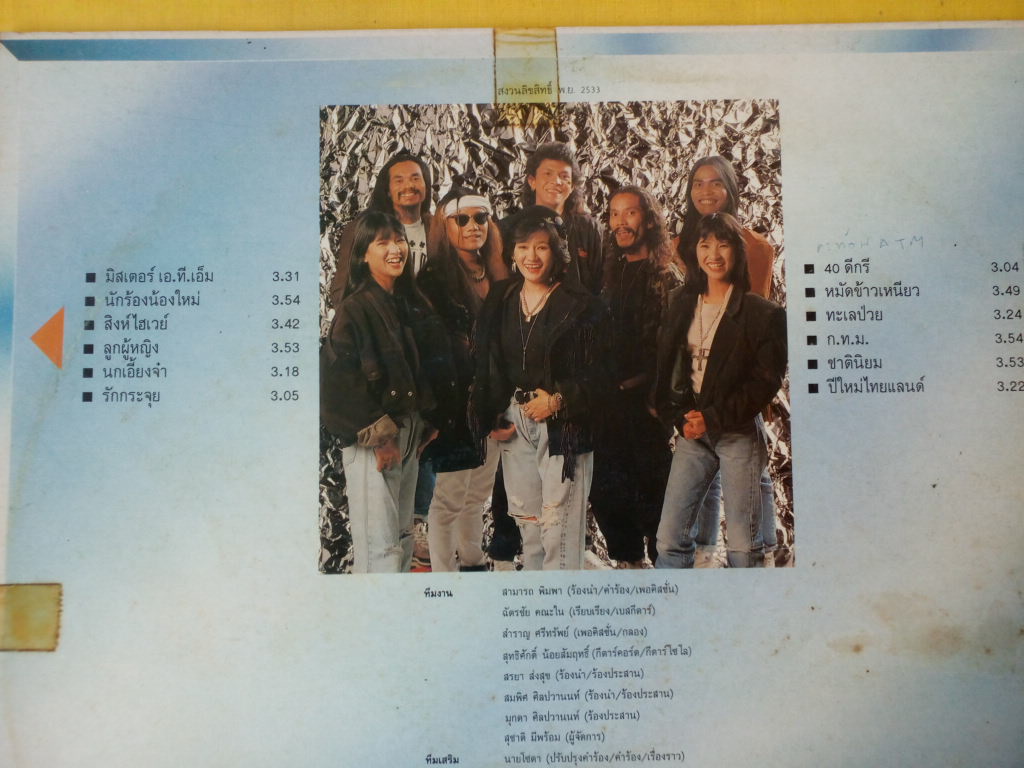 สงวนลิขสิทธิ์ พ.ย. 2533
มิสเตอร์ เอ.ที.เอ็ม 3.31
นักร้องน้องใหม่ 3.54
สิงห์ไฮเวย์ 3.42
ลูกผู้หญิง 3.53
นกเอี้ยงจ๋า 3.18
รักกระจุย 3.05
ATM
40 ดีกรี 3.04
หมัดข้าวเหนียว 3.49
ทะเลป่วย 3.24
ก.ท.ม. 3.54
ชาตินิยม 3.53
ปีใหม่ไทยแลนด์ 3.22
ทีมงาน สามารถ พิมพา (ร้องนำ/คำร้อง/เพอคิสชั่น)
ฉัตรชัย คณะใน (เรียบเรียง/เบสกีตาร์)
สำราญ ศรีทรัพย์ (เพอคิสชั่น/กลอง)
สุทธิศักดิ์ น้อยสัมฤทธิ์ (กีตาร์คอร์ด/กีตาร์โซโล)
สรยา ส่งสุข (ร้องนำ/ร้องประสาน)
สมพิศ ศิลปวานนท์ (ร้องนำ/ร้องประสาน)
มุกดา ศิลปวานนท์ (ร้องประสาน)
สุชาติ มีพร้อม (ผู้จัดการ)
ทีมเสริม นายโซดา (ปรับปรุงคำร้อง/คำร้อง/เรื่องราว)